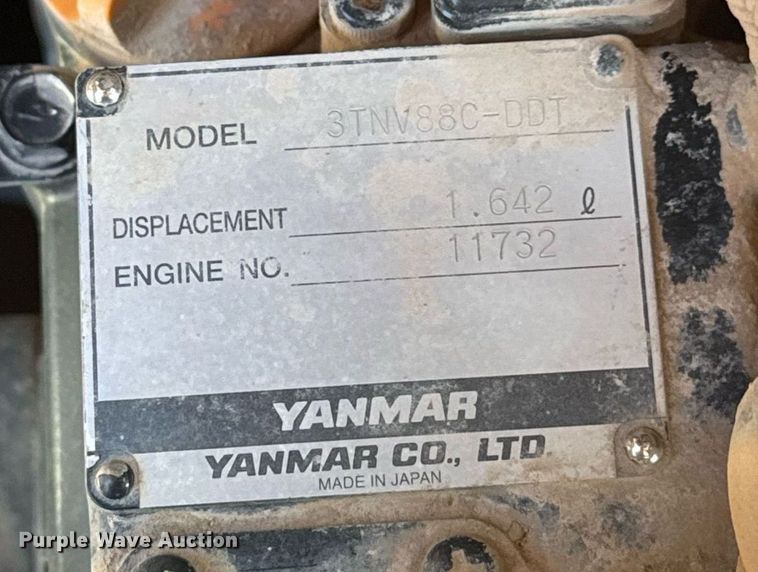 MODEL 3TNV88C-DDT
DISPLACEMENT 1.642 ℓ
ENGINE NO. 11732
YANMAR
YANMAR CO., LTD.
MADE IN JAPAN
Purple Wave Auction